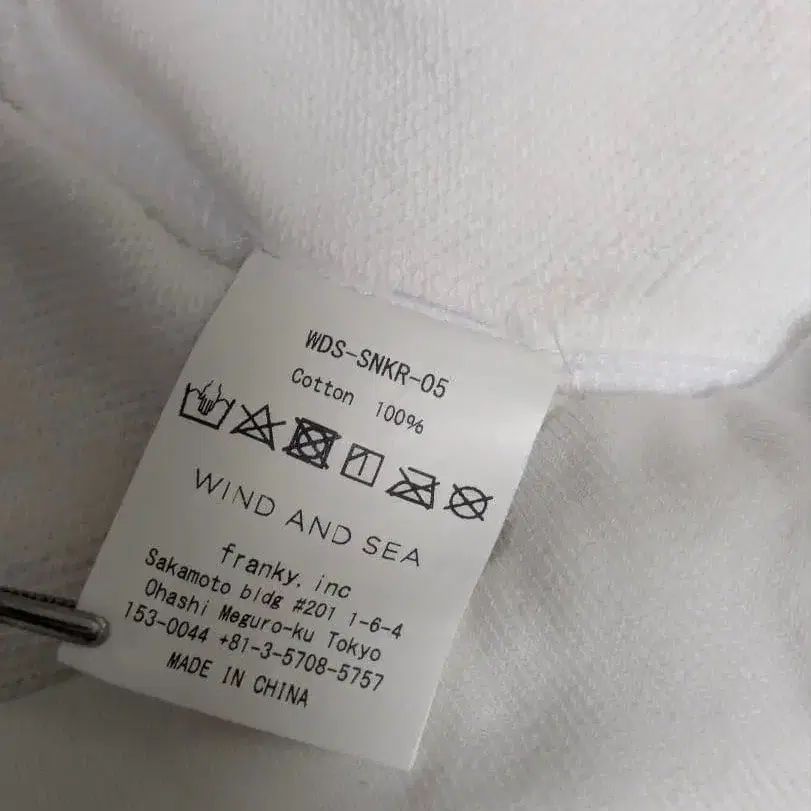 WDS-SNKR-05
Cotton 100%
WIND AND SEA
franky. inc
Sakamoto bldg #201 1-6-4
Ohashi Meguro-ku Tokyo
153-0044 +81-3-5708-5757
MADE IN CHINA